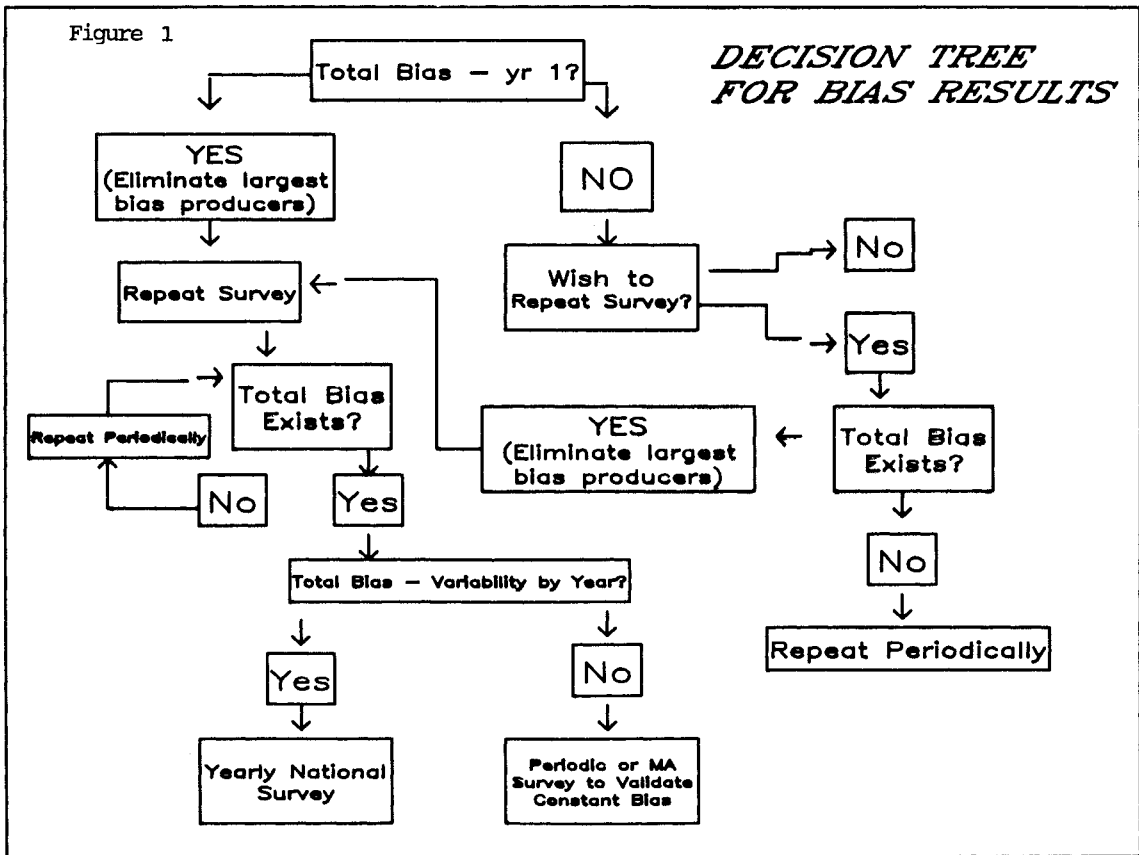 Figure 1
DECISION TREE
FOR BIAS RESULTS
Total Bias – yr 1?
YES
(Eliminate largest
bias producers)
NO
No
Wish to
Repeat Survey?
Repeat Survey
Yes
Total Bias
Exists?
Repeat Periodically
YES
(Eliminate largest
bias producers)
Total Bias
Exists?
No
Yes
No
Total Bias – Variability by Year?
Repeat Periodically
Yes
No
Yearly National
Survey
Periodic or MA
Survey to Validate
Constant Bias